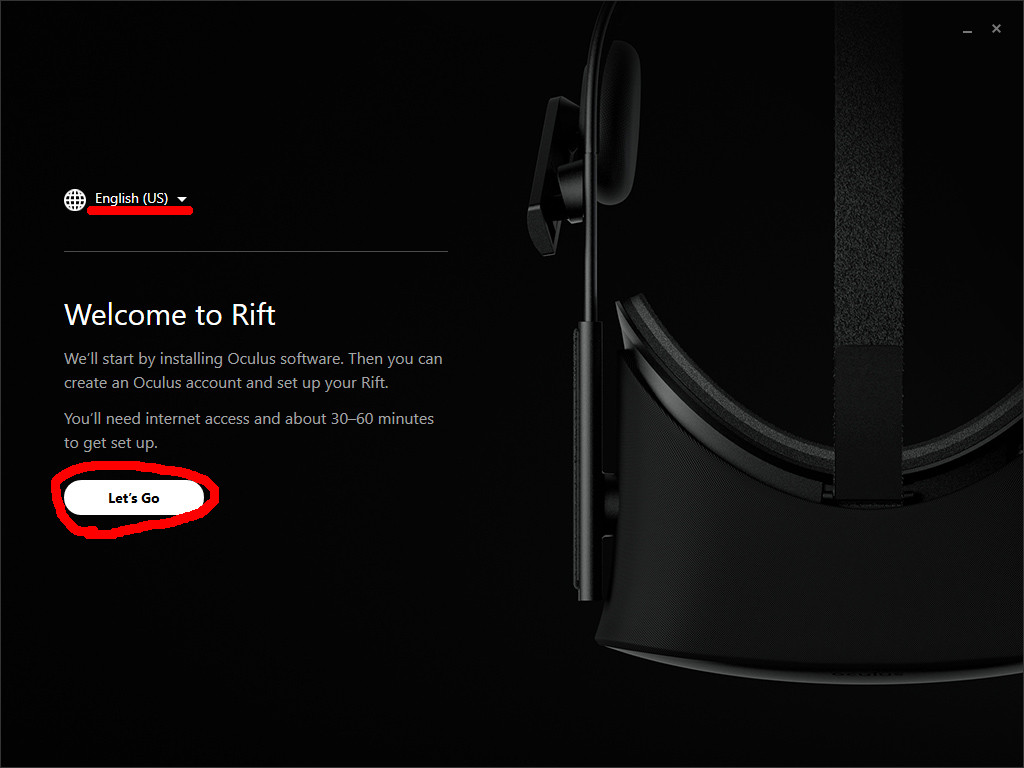 English (US)
Welcome to Rift
We'll start by installing Oculus software. Then you can
create an Oculus account and set up your Rift.
You'll need internet access and about 30–60 minutes
to get set up.
Let's Go
oculus